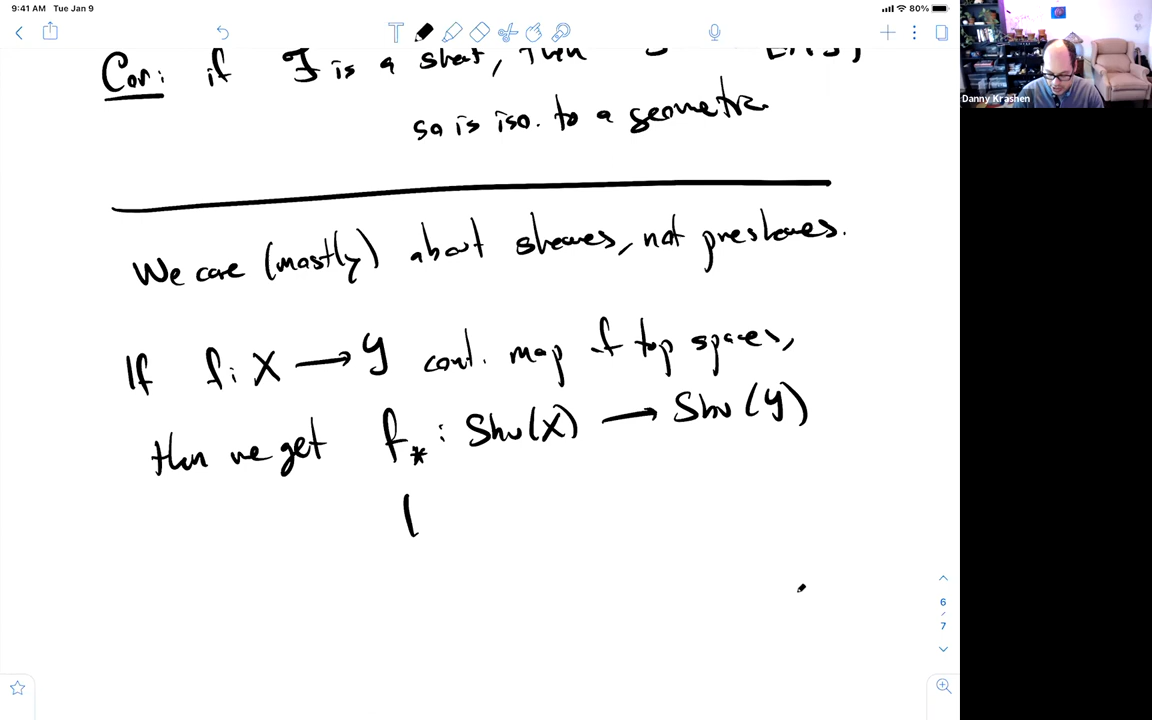 9:41 AM Tue Jan 9
80%
T
Cor: if F is a sheaf, then
so is iso. to a geometric
We care (mostly) about sheaves, not presheaves.
If f: X → Y cont. map of top spaces,
then we get f_* : Shv(X) → Shv(Y)
(
6
/
7
Danny Krashen